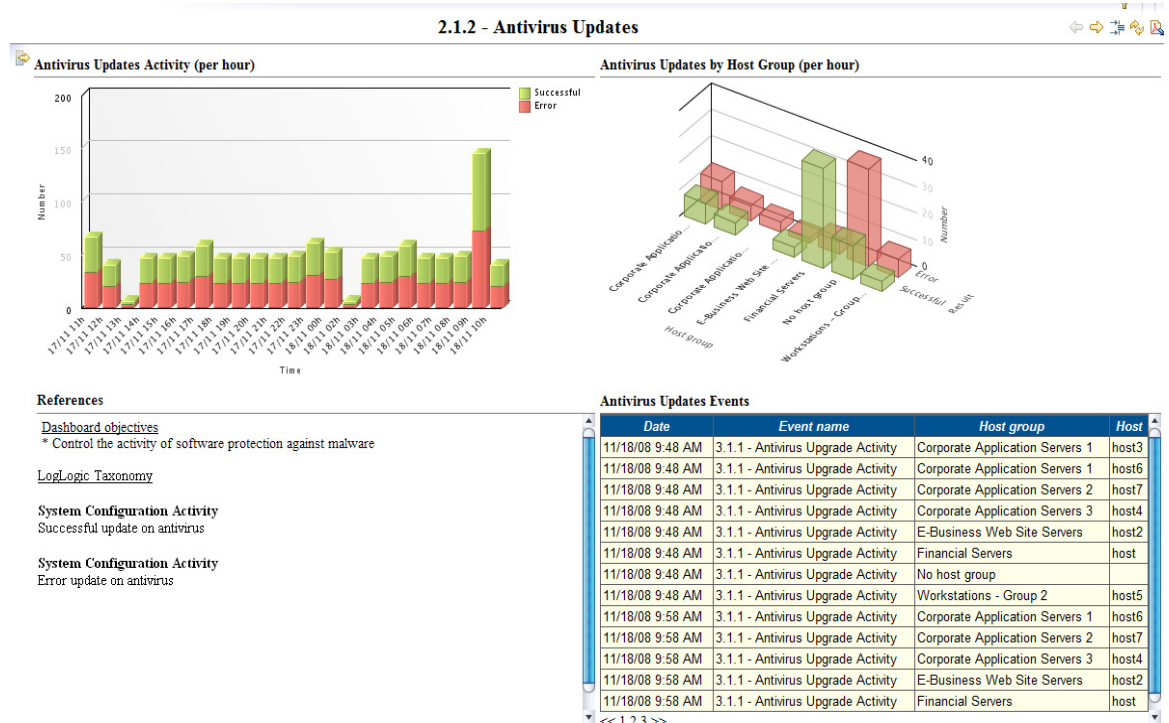 2.1.2 - Antivirus Updates
Antivirus Updates Activity (per hour)
200
150
100
50
0
Number
Successful
Error
17/11 11h
17/11 12h
17/11 13h
17/11 14h
17/11 15h
17/11 16h
17/11 17h
17/11 18h
17/11 19h
17/11 20h
17/11 21h
17/11 22h
17/11 23h
18/11 00h
18/11 02h
18/11 03h
18/11 04h
18/11 05h
18/11 06h
18/11 07h
18/11 08h
18/11 09h
18/11 10h
Time
Antivirus Updates by Host Group (per hour)
40
30
20
10
0
Number
Error
Successful
Result
Corporate Applicatio...
Corporate Applicatio...
Corporate Applicatio...
E-Business Web Site ...
Financial Servers
No host group
Workstations - Group...
Host group
References
Dashboard objectives
* Control the activity of software protection against malware
LogLogic Taxonomy
System Configuration Activity
Successful update on antivirus
System Configuration Activity
Error update on antivirus
Antivirus Updates Events
Date Event name Host group Host
11/18/08 9:48 AM 3.1.1 - Antivirus Upgrade Activity Corporate Application Servers 1 host3
11/18/08 9:48 AM 3.1.1 - Antivirus Upgrade Activity Corporate Application Servers 1 host6
11/18/08 9:48 AM 3.1.1 - Antivirus Upgrade Activity Corporate Application Servers 2 host7
11/18/08 9:48 AM 3.1.1 - Antivirus Upgrade Activity Corporate Application Servers 3 host4
11/18/08 9:48 AM 3.1.1 - Antivirus Upgrade Activity E-Business Web Site Servers host2
11/18/08 9:48 AM 3.1.1 - Antivirus Upgrade Activity Financial Servers host
11/18/08 9:48 AM 3.1.1 - Antivirus Upgrade Activity No host group
11/18/08 9:48 AM 3.1.1 - Antivirus Upgrade Activity Workstations - Group 2 host5
11/18/08 9:58 AM 3.1.1 - Antivirus Upgrade Activity Corporate Application Servers 1 host6
11/18/08 9:58 AM 3.1.1 - Antivirus Upgrade Activity Corporate Application Servers 2 host7
11/18/08 9:58 AM 3.1.1 - Antivirus Upgrade Activity Corporate Application Servers 3 host4
11/18/08 9:58 AM 3.1.1 - Antivirus Upgrade Activity E-Business Web Site Servers host2
11/18/08 9:58 AM 3.1.1 - Antivirus Upgrade Activity Financial Servers host
<< 1 2 3 >>